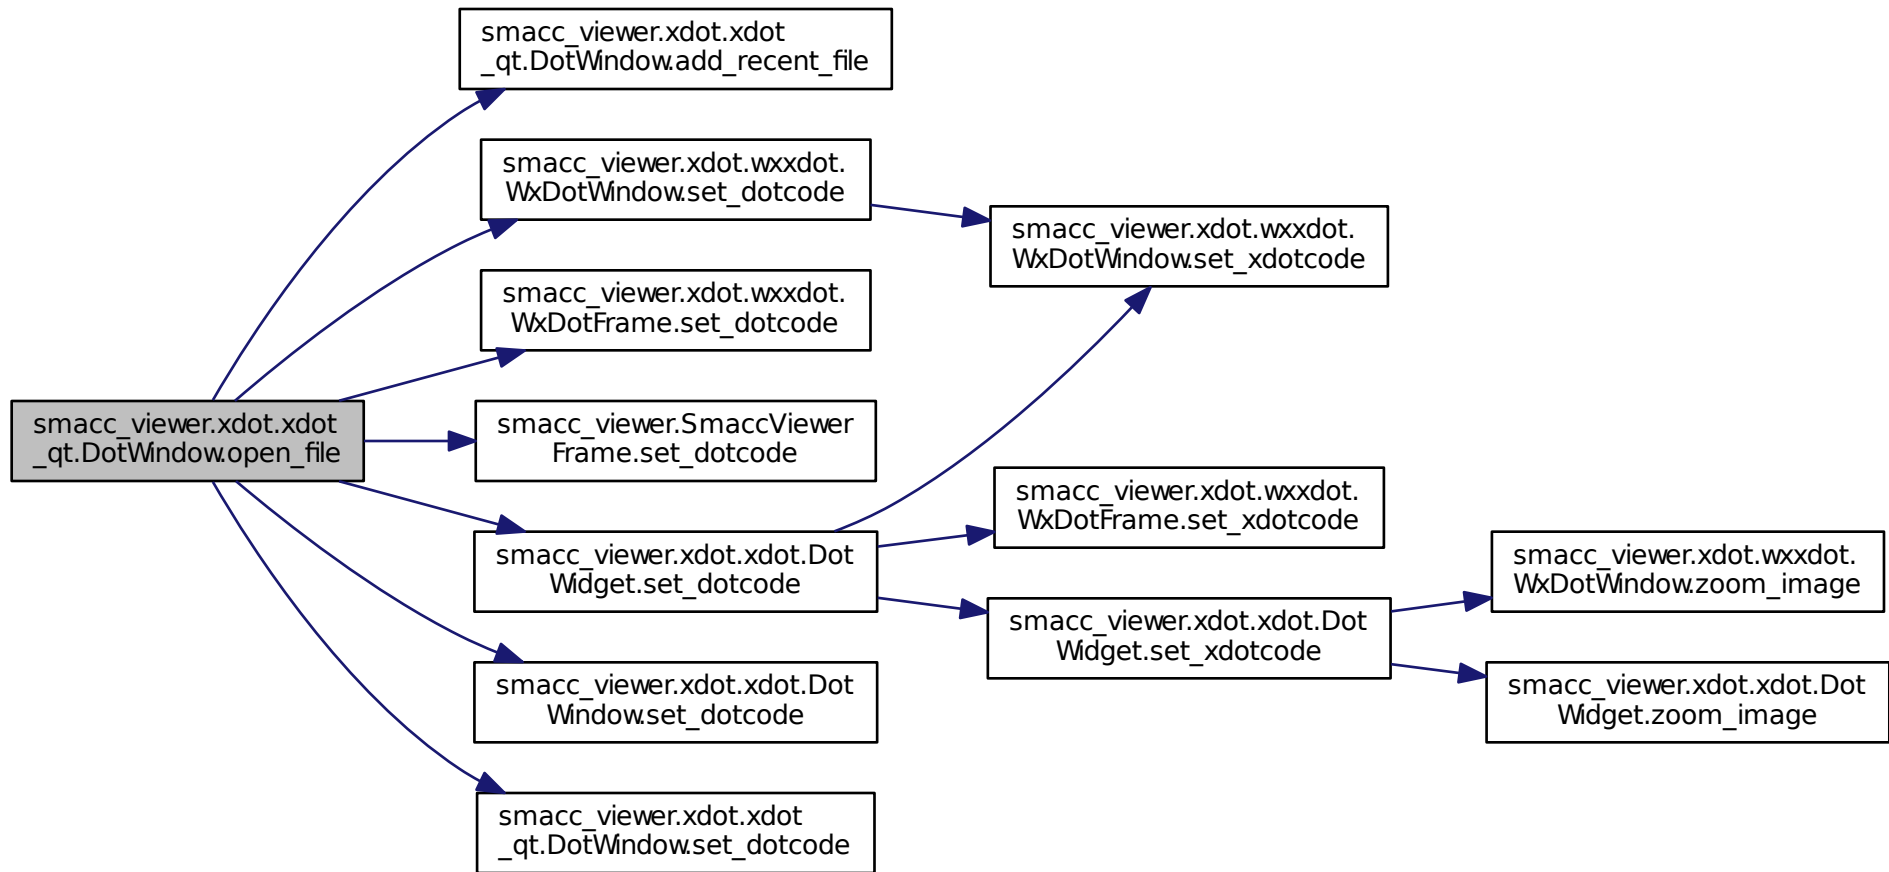 smacc_viewer.xdot.xdot
_qt.DotWindow.add_recent_file
smacc_viewer.xdot.wxxdot.
WxDotWindow.set_dotcode
smacc_viewer.xdot.wxxdot.
WxDotWindow.set_xdotcode
smacc_viewer.xdot.wxxdot.
WxDotFrame.set_dotcode
smacc_viewer.xdot.xdot
_qt.DotWindow.open_file
smacc_viewer.SmaccViewer
Frame.set_dotcode
smacc_viewer.xdot.wxxdot.
WxDotFrame.set_xdotcode
smacc_viewer.xdot.xdot.Dot
Widget.set_dotcode
smacc_viewer.xdot.wxxdot.
WxDotWindow.zoom_image
smacc_viewer.xdot.xdot.Dot
Widget.set_xdotcode
smacc_viewer.xdot.xdot.Dot
Window.set_dotcode
smacc_viewer.xdot.xdot.Dot
Widget.zoom_image
smacc_viewer.xdot.xdot
_qt.DotWindow.set_dotcode